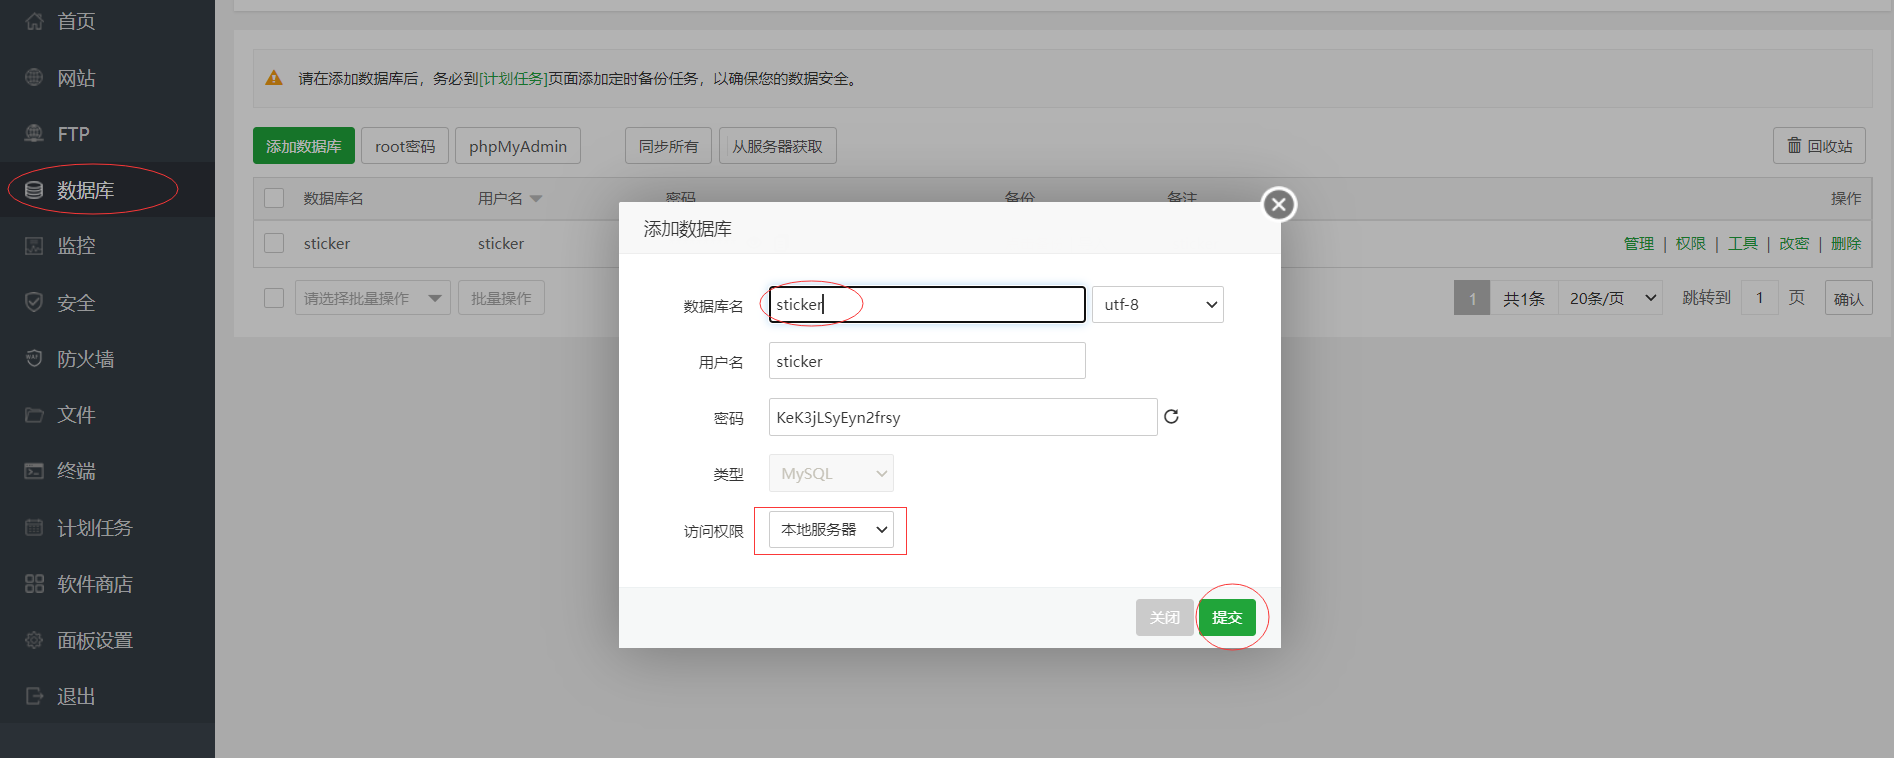 首页
网站
FTP
数据库
监控
安全
防火墙
文件
终端
计划任务
软件商店
面板设置
退出
请在添加数据库后，务必到[计划任务]页面添加定时备份任务，以确保您的数据安全。
添加数据库 root密码 phpMyAdmin 同步所有 从服务器获取 回收站
数据库名 用户名 密码 备份 备注 操作
sticker sticker 管理 | 权限 | 工具 | 改密 | 删除
请选择批量操作 批量操作 1 共1条 20条/页 跳转到 1 页 确认
添加数据库
数据库名 sticker utf-8
用户名 sticker
密码 KeK3jLSyEyn2frsy
类型 MySQL
访问权限 本地服务器
关闭 提交